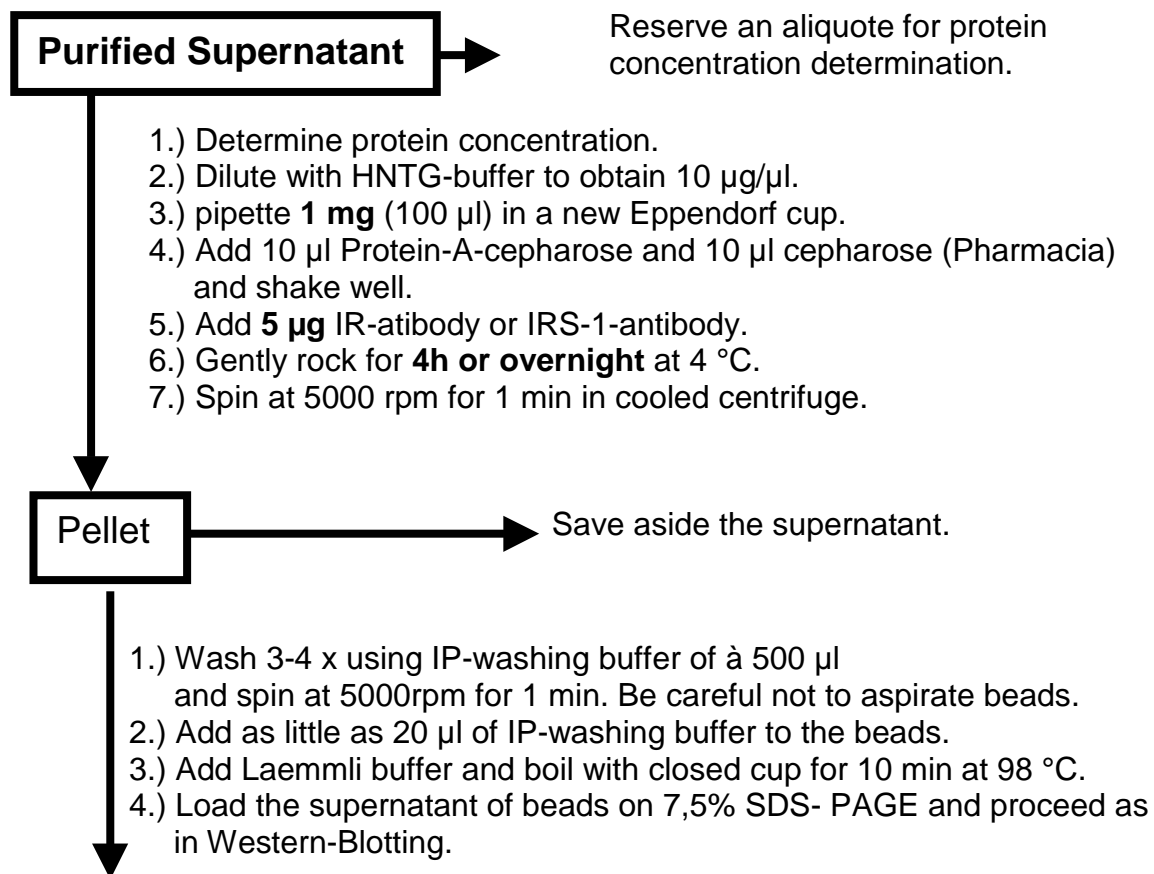 Purified Supernatant
Reserve an aliquote for protein
concentration determination.
1.) Determine protein concentration.
2.) Dilute with HNTG-buffer to obtain 10 µg/µl.
3.) pipette 1 mg (100 µl) in a new Eppendorf cup.
4.) Add 10 µl Protein-A-cepharose and 10 µl cepharose (Pharmacia)
and shake well.
5.) Add 5 µg IR-atibody or IRS-1-antibody.
6.) Gently rock for 4h or overnight at 4 °C.
7.) Spin at 5000 rpm for 1 min in cooled centrifuge.
Pellet
Save aside the supernatant.
1.) Wash 3-4 x using IP-washing buffer of à 500 µl
and spin at 5000rpm for 1 min. Be careful not to aspirate beads.
2.) Add as little as 20 µl of IP-washing buffer to the beads.
3.) Add Laemmli buffer and boil with closed cup for 10 min at 98 °C.
4.) Load the supernatant of beads on 7,5% SDS- PAGE and proceed as
in Western-Blotting.